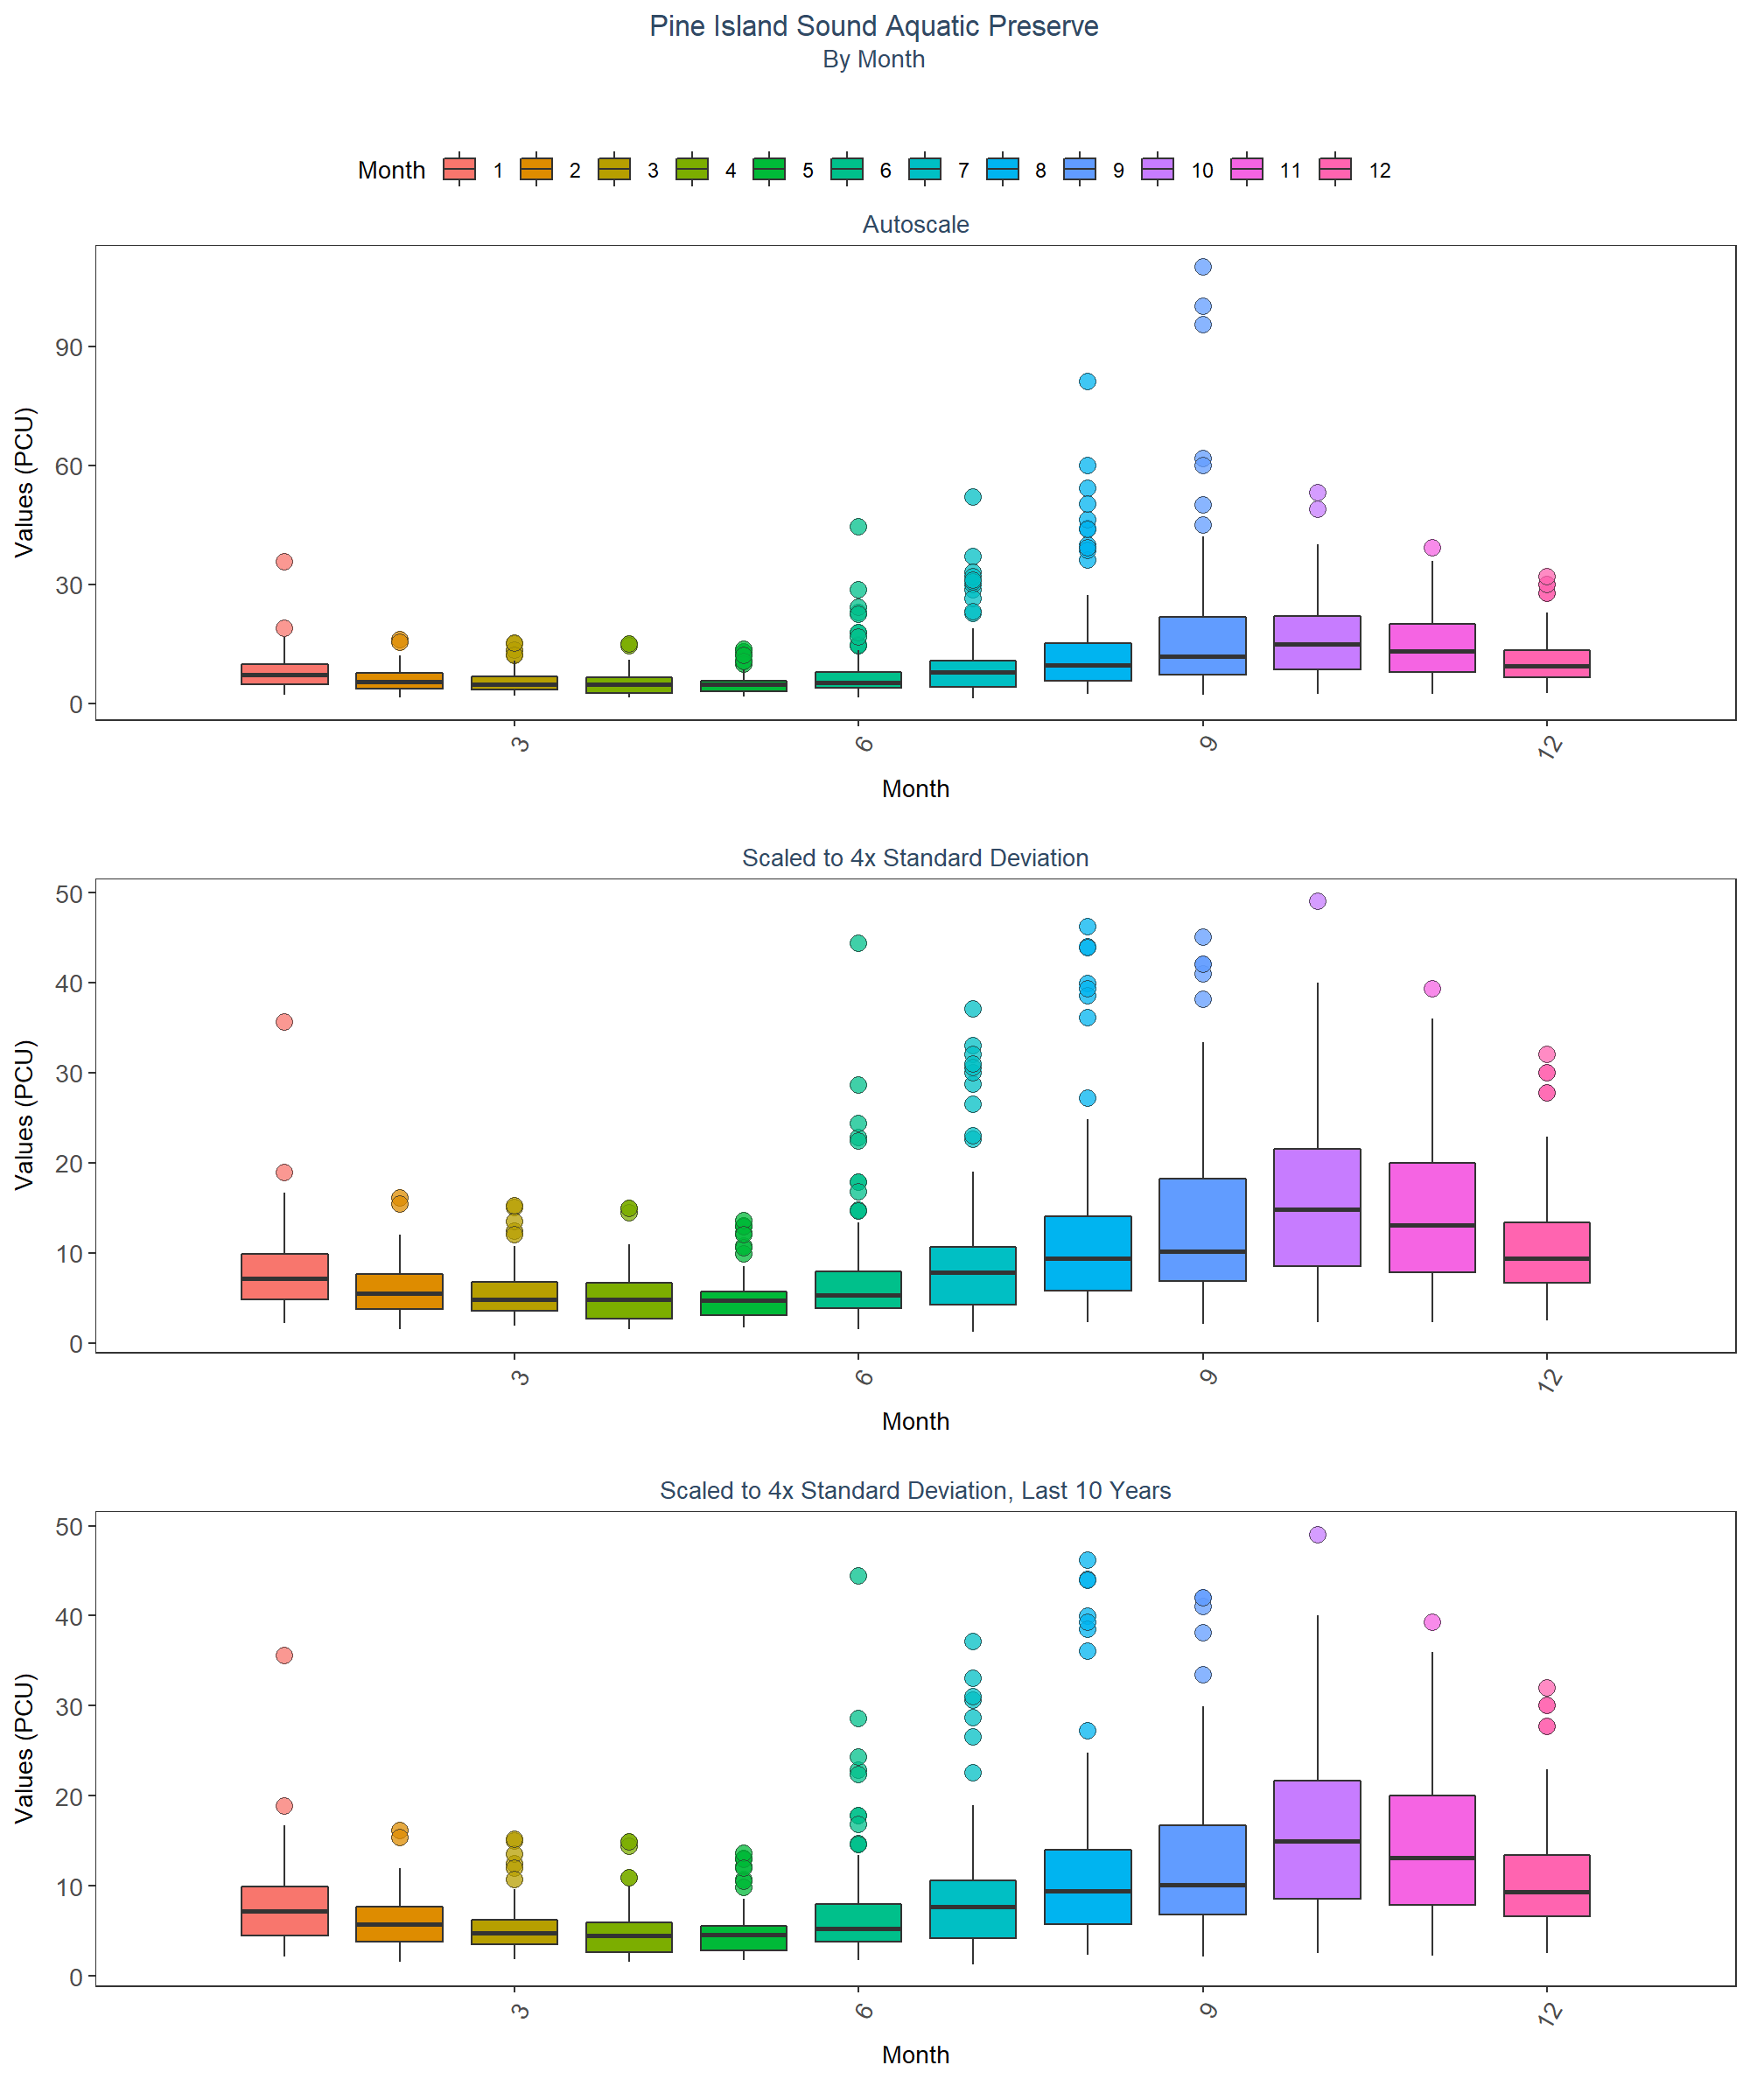 Pine Island Sound Aquatic Preserve
By Month
Month 1 2 3 4 5 6 7 8 9 10 11 12
Autoscale
Values (PCU)
90
60
30
0
3 6 9 12
Month
Scaled to 4x Standard Deviation
Values (PCU)
50
40
30
20
10
0
3 6 9 12
Month
Scaled to 4x Standard Deviation, Last 10 Years
Values (PCU)
50
40
30
20
10
0
3 6 9 12
Month